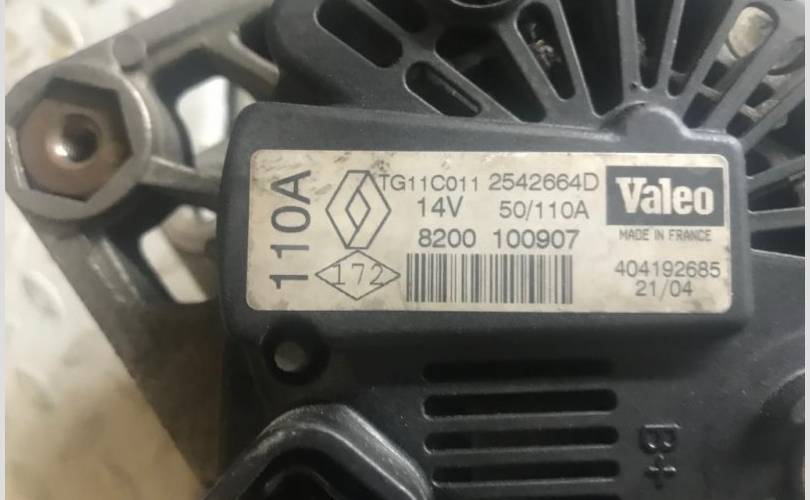 110A
TG11C011 2542664D
14V 50/110A
8200 100907
172
Valeo
MADE IN FRANCE
404192685
21/04
B+